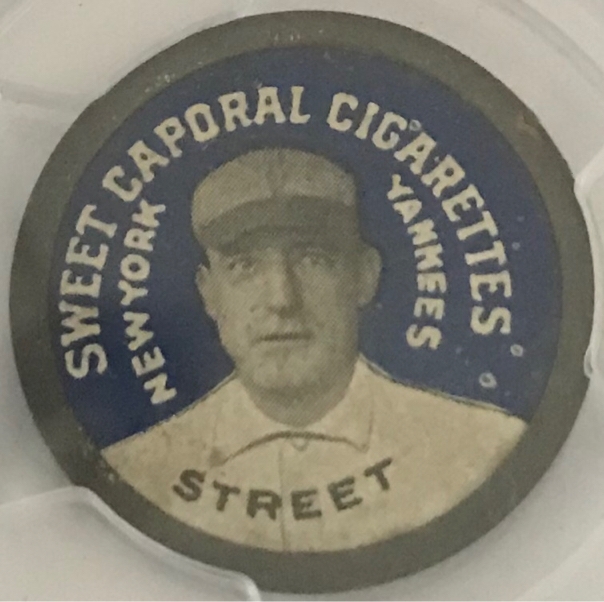 SWEET CAPORAL CIGARETTES
NEW YORK
YANKEES
STREET